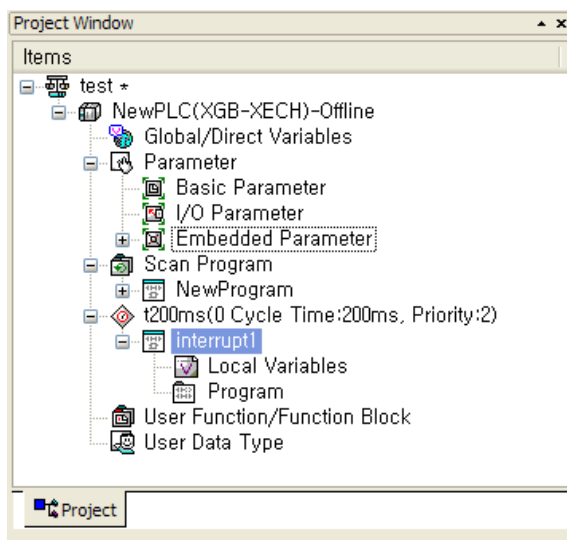 Project Window
Items
test *
NewPLC(XGB-XECH)-Offline
Global/Direct Variables
Parameter
Basic Parameter
I/O Parameter
Embedded Parameter
Scan Program
NewProgram
t200ms(0 Cycle Time:200ms, Priority:2)
interrupt1
Local Variables
Program
User Function/Function Block
User Data Type
Project